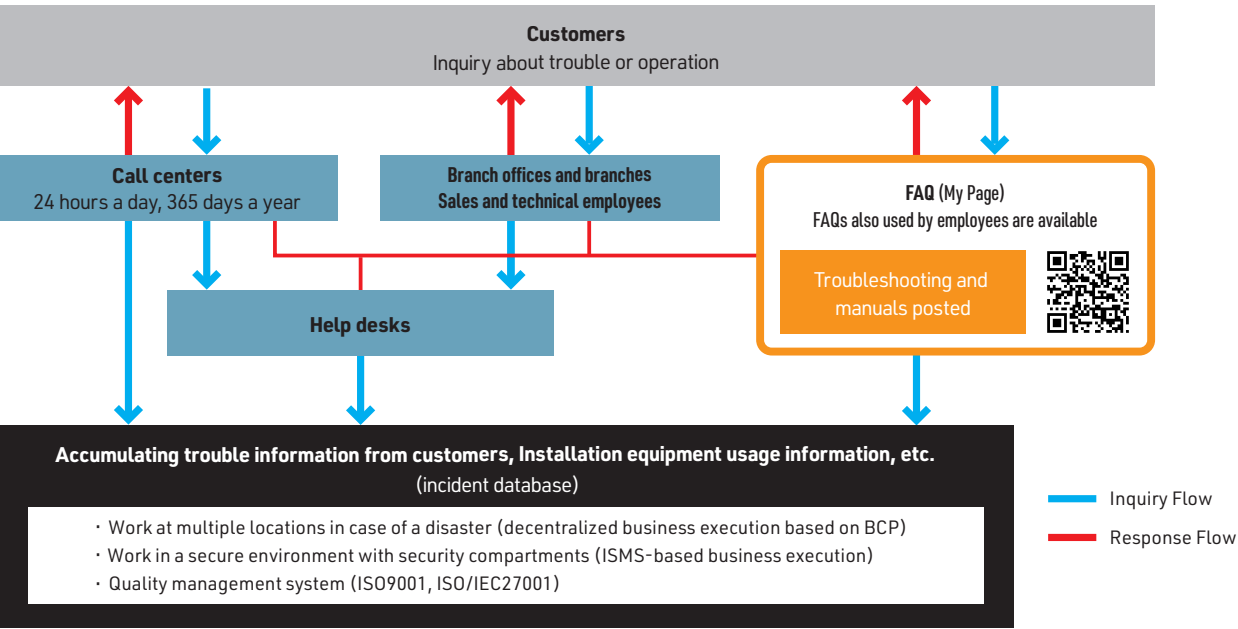 Customers
Inquiry about trouble or operation
Call centers
24 hours a day, 365 days a year
Branch offices and branches
Sales and technical employees
FAQ (My Page)
FAQs also used by employees are available
Troubleshooting and
manuals posted
Help desks
Accumulating trouble information from customers, Installation equipment usage information, etc.
(incident database)
・Work at multiple locations in case of a disaster (decentralized business execution based on BCP)
・Work in a secure environment with security compartments (ISMS-based business execution)
・Quality management system (ISO9001, ISO/IEC27001)
Inquiry Flow
Response Flow